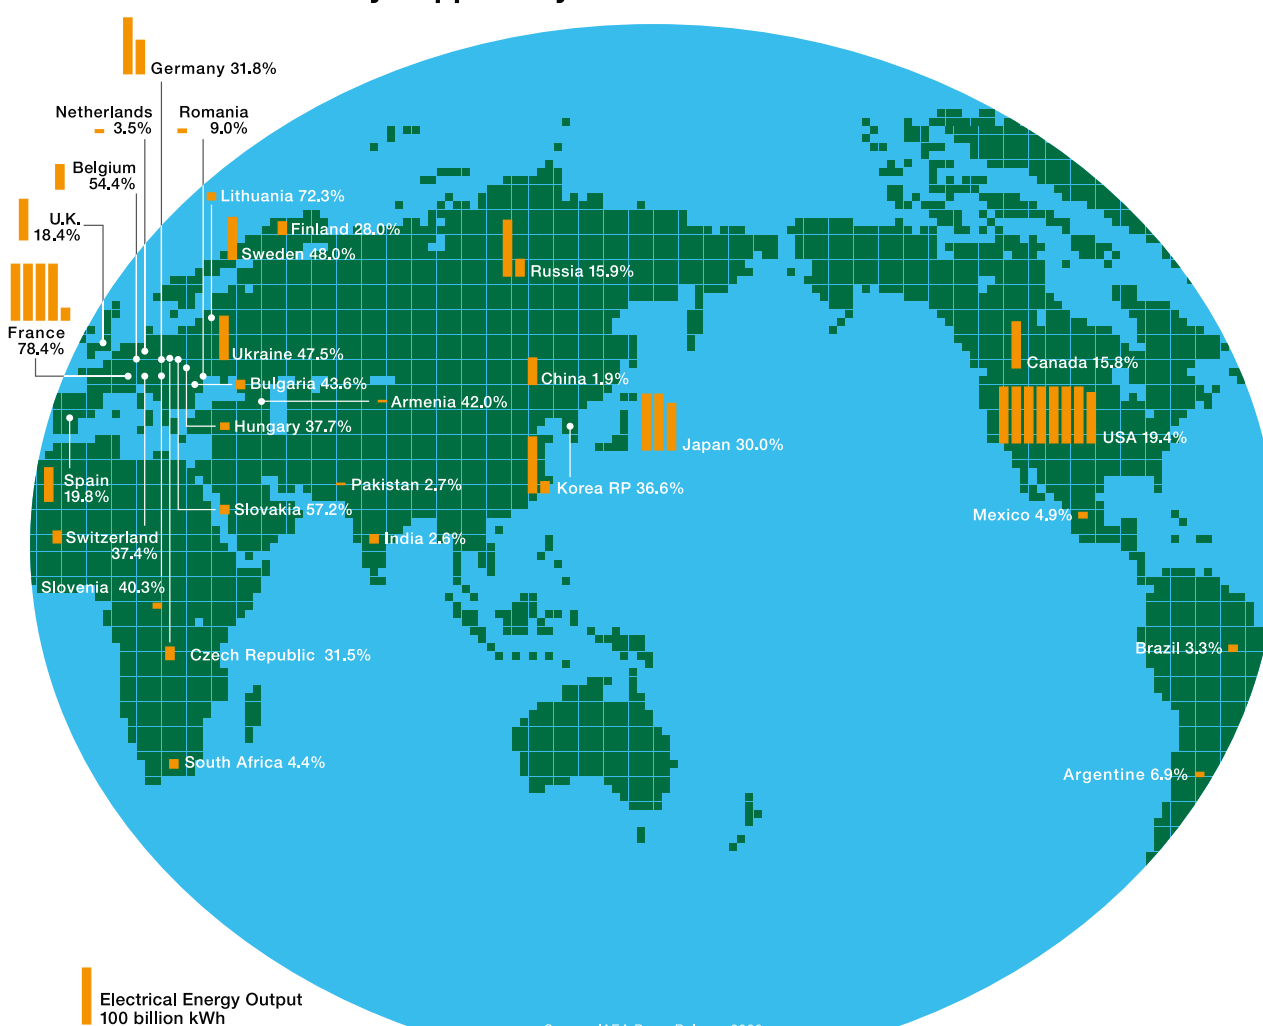 Germany 31.8%
Netherlands
3.5%
Romania
9.0%
Belgium
54.4%
Lithuania 72.3%
U.K.
18.4%
Finland 28.0%
Sweden 48.0%
Russia 15.9%
France
78.4%
Ukraine 47.5%
Canada 15.8%
China 1.9%
Bulgaria 43.6%
Armenia 42.0%
Hungary 37.7%
Japan 30.0%
USA 19.4%
Spain
19.8%
Pakistan 2.7%
Korea RP 36.6%
Slovakia 57.2%
Mexico 4.9%
Switzerland
37.4%
India 2.6%
Slovenia 40.3%
Czech Republic 31.5%
Brazil 3.3%
South Africa 4.4%
Argentine 6.9%
Electrical Energy Output
100 billion kWh